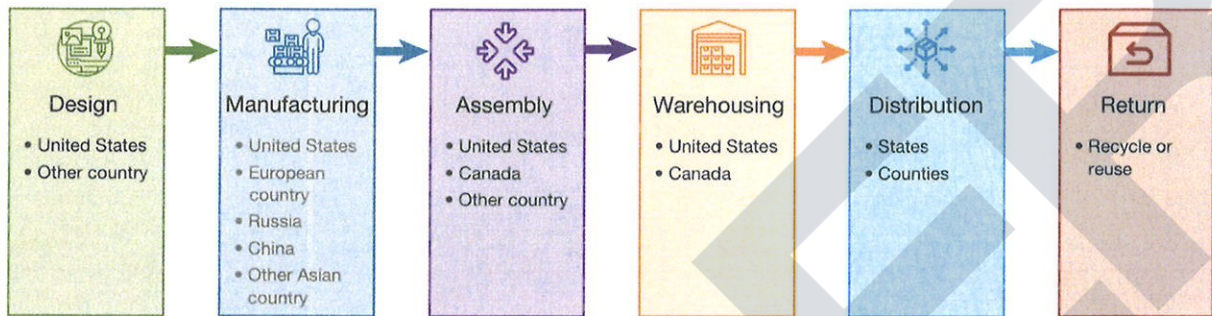 Design
• United States
• Other country
Manufacturing
• United States
• European
country
• Russia
• China
• Other Asian
country
Assembly
• United States
• Canada
• Other country
Warehousing
• United States
• Canada
Distribution
• States
• Counties
Return
• Recycle or
reuse